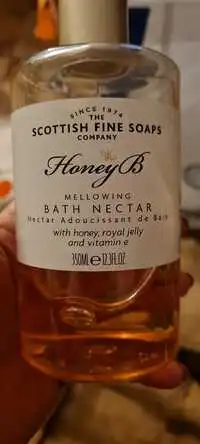 SINCE 1974
THE
SCOTTISH FINE SOAPS
COMPANY
Honey B
MELLOWING
BATH NECTAR
Nectar Adoucissant de Bain
with honey, royal jelly
and vitamin e
350ML℮12.3FL.OZ